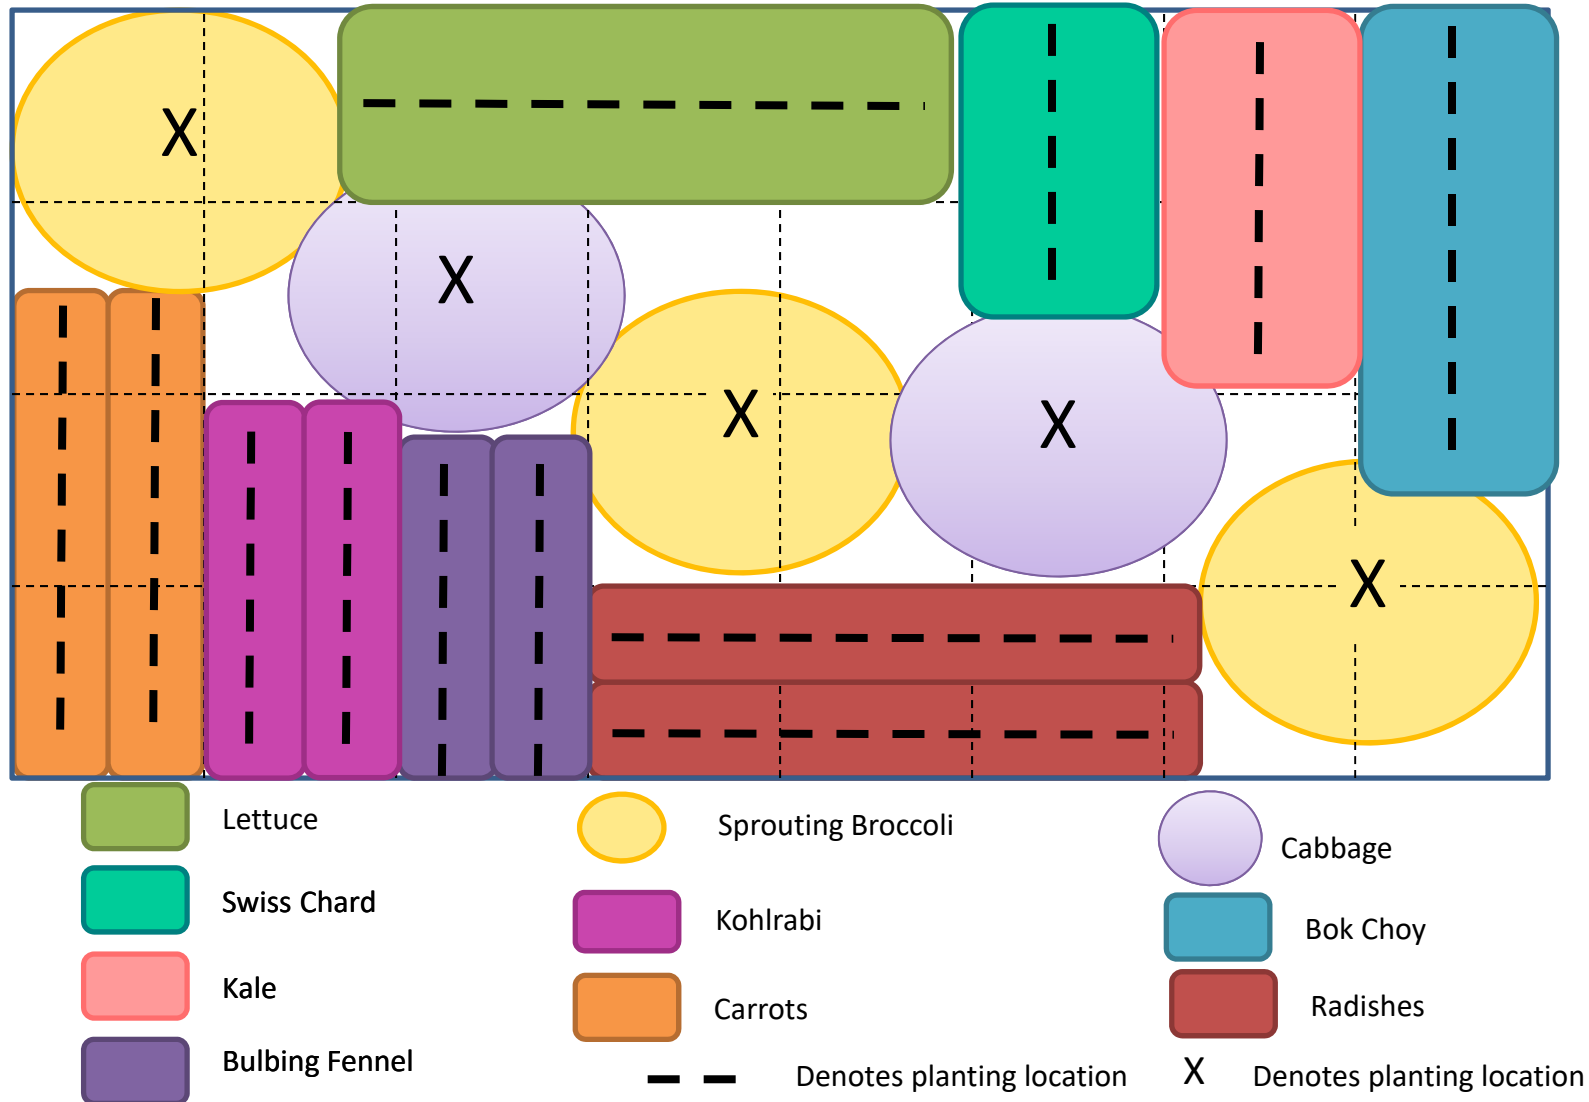 X
X
X
X
X
Lettuce
Sprouting Broccoli
Cabbage
Swiss Chard
Kohlrabi
Bok Choy
Kale
Carrots
Radishes
Bulbing Fennel
Denotes planting location
X Denotes planting location